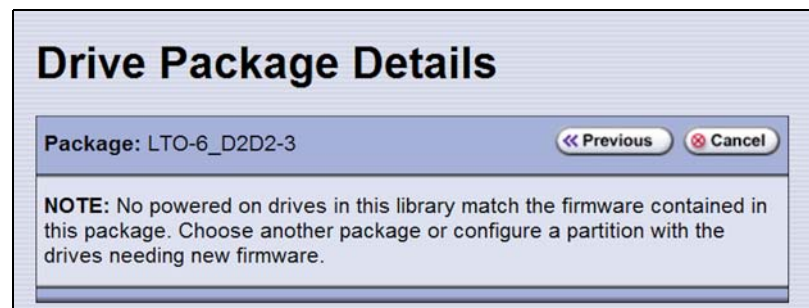 Drive Package Details
Package: LTO-6_D2D2-3
Previous
Cancel
NOTE: No powered on drives in this library match the firmware contained in
this package. Choose another package or configure a partition with the
drives needing new firmware.